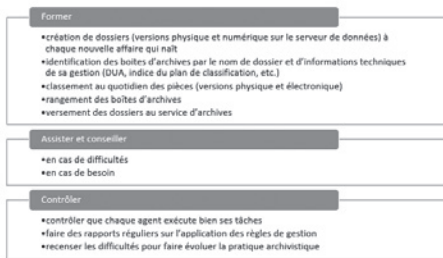 Former
•création de dossiers (versions physique et numérique sur le serveur de données) à
chaque nouvelle affaire qui naît
•identification des boites d'archives par le nom de dossier et d'informations techniques
de sa gestion (DUA, indice du plan de classification, etc.)
•classement au quotidien des pièces (versions physique et électronique)
•rangement des boîtes d'archives
•versement des dossiers au service d'archives
Assister et conseiller
•en cas de difficultés
•en cas de besoin
Contrôler
•contrôler que chaque agent exécute bien ses tâches
•faire des rapports réguliers sur l'application des règles de gestion
•recenser les difficultés pour faire évoluer la pratique archivistique